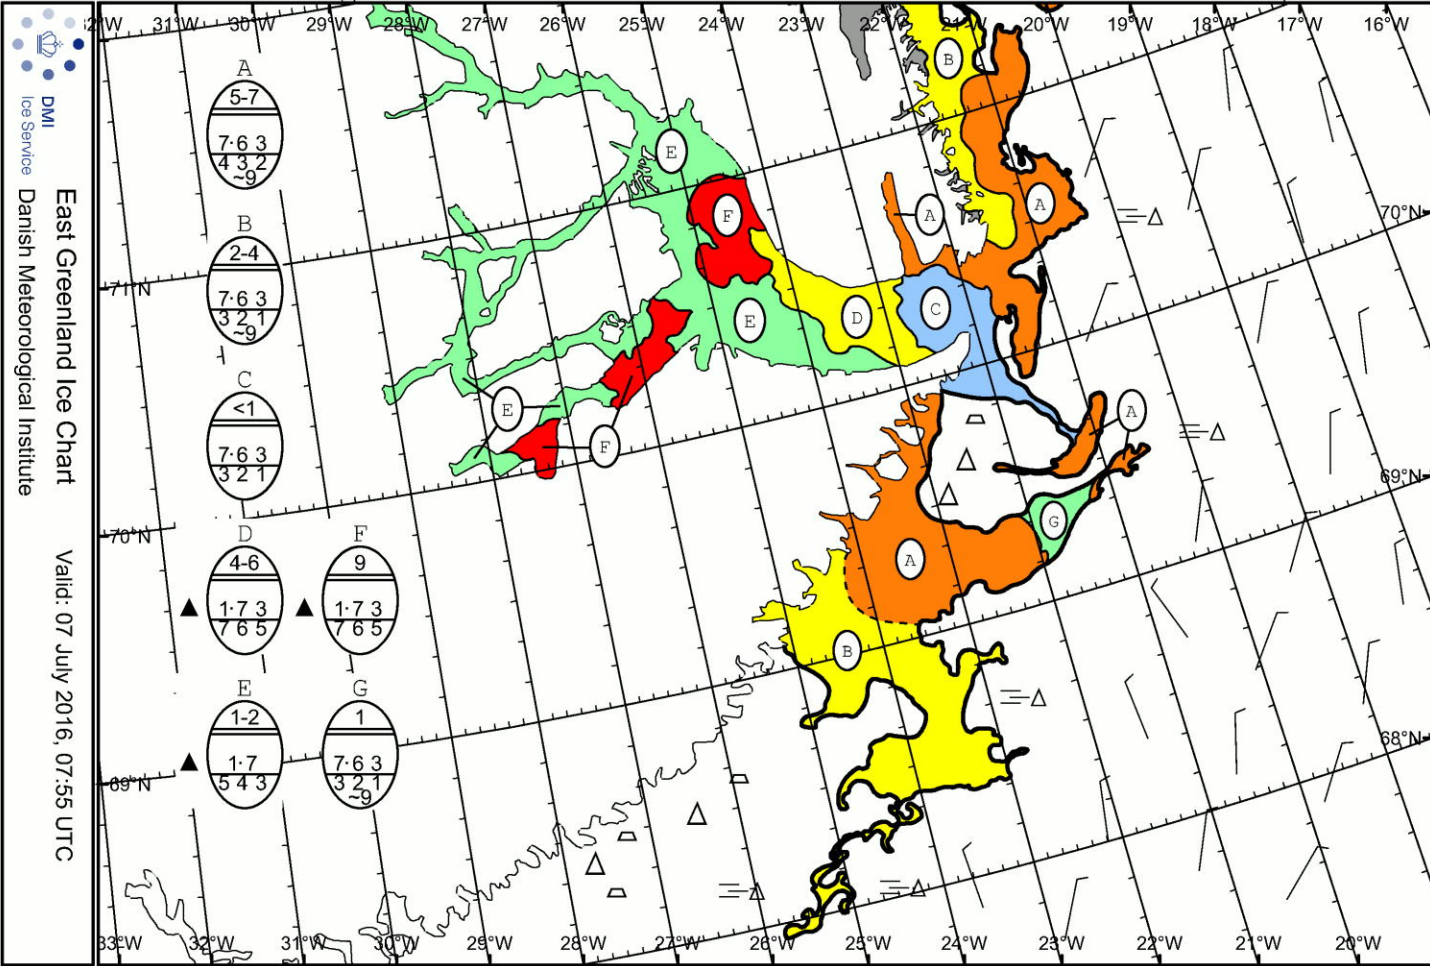 DMI
Ice Service
East Greenland Ice Chart
Danish Meteorological Institute
Valid: 07 July 2016, 07:55 UTC
32°W 31°W 30°W 29°W 28°W 27°W 26°W 25°W 24°W 23°W 22°W 21°W 20°W 19°W 18°W 17°W 16°W
A
5-7
7·6 3
4 3 2
~9
B
2-4
7·6 3
3 2 1
~9
C
<1
7·6 3
3 2 1
D
4-6
1·7 3
7 6 5
F
9
1·7 3
7 6 5
E
1-2
1·7
5 4 3
G
1
7·6 3
3 2 1
~9
71°N
70°N
69°N
70°N
69°N
68°N
B
E
F
A
A
E
D
C
E
F
A
G
A
B
33°W 32°W 31°W 30°W 29°W 28°W 27°W 26°W 25°W 24°W 23°W 22°W 21°W 20°W